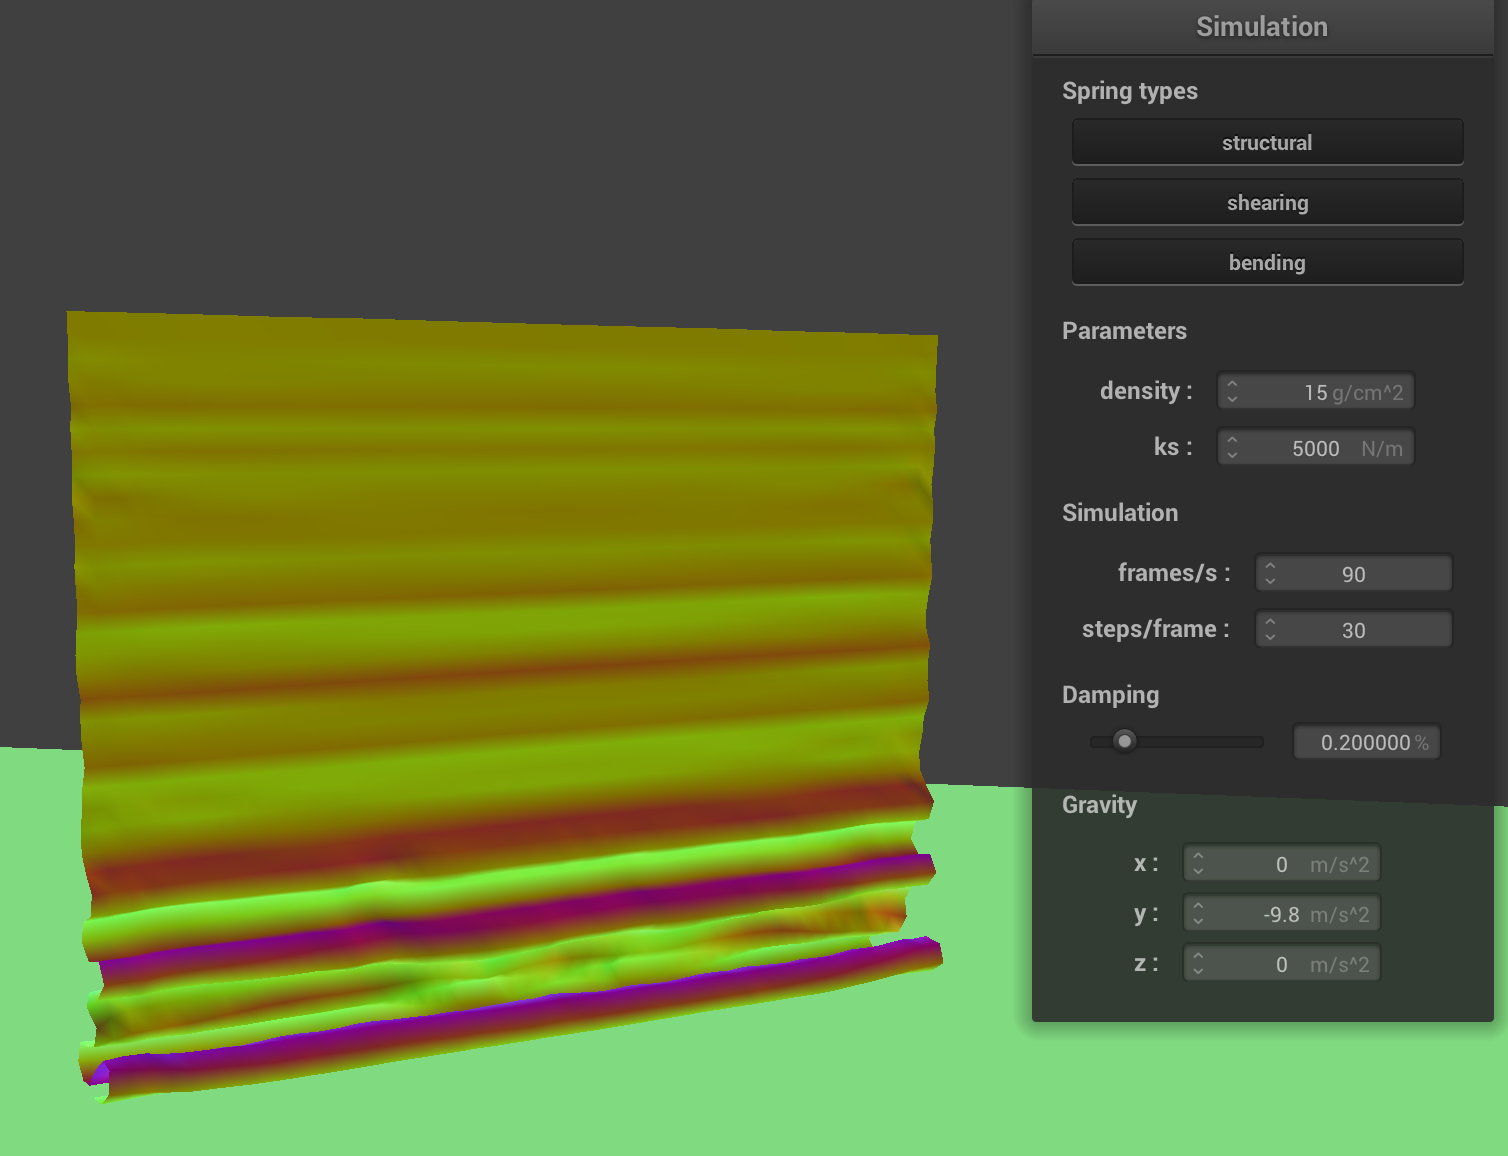 Simulation
Spring types
structural
shearing
bending
Parameters
density : 15 g/cm^2
ks : 5000 N/m
Simulation
frames/s : 90
steps/frame : 30
Damping
0.200000 %
Gravity
x : 0 m/s^2
y : -9.8 m/s^2
z : 0 m/s^2